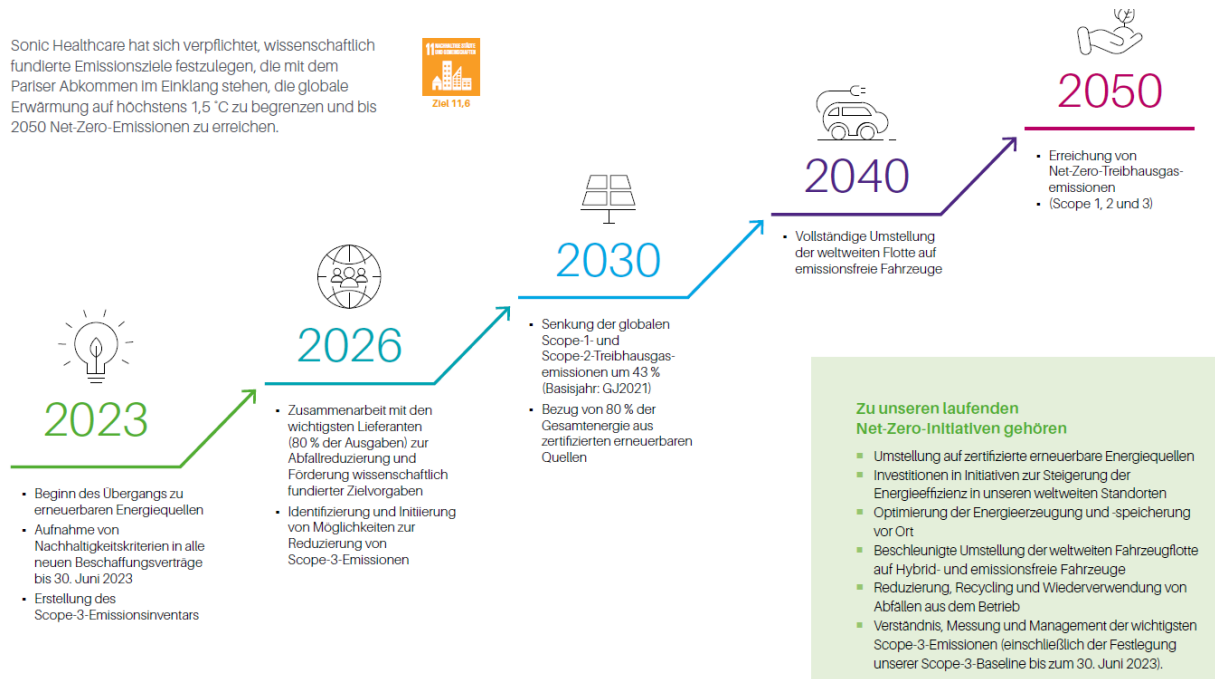 Sonic Healthcare hat sich verpflichtet, wissenschaftlich
fundierte Emissionsziele festzulegen, die mit dem
Pariser Abkommen im Einklang stehen, die globale
Erwärmung auf höchstens 1,5 °C zu begrenzen und bis
2050 Net-Zero-Emissionen zu erreichen.
11 NACHHALTIGE STÄDTE
UND GEMEINSCHAFTEN
Ziel 11,6
2023
▪ Beginn des Übergangs zu
erneuerbaren Energiequellen
▪ Aufnahme von
Nachhaltigkeitskriterien in alle
neuen Beschaffungsverträge
bis 30. Juni 2023
▪ Erstellung des
Scope-3-Emissionsinventars
2026
▪ Zusammenarbeit mit den
wichtigsten Lieferanten
(80 % der Ausgaben) zur
Abfallreduzierung und
Förderung wissenschaftlich
fundierter Zielvorgaben
▪ Identifizierung und Initiierung
von Möglichkeiten zur
Reduzierung von
Scope-3-Emissionen
2030
▪ Senkung der globalen
Scope-1- und
Scope-2-Treibhausgas-
emissionen um 43 %
(Basisjahr: GJ2021)
▪ Bezug von 80 % der
Gesamtenergie aus
zertifizierten erneuerbaren
Quellen
2040
▪ Vollständige Umstellung
der weltweiten Flotte auf
emissionsfreie Fahrzeuge
2050
▪ Erreichung von
Net-Zero-Treibhausgas-
emissionen
▪ (Scope 1, 2 und 3)
Zu unseren laufenden
Net-Zero-Initiativen gehören
▪ Umstellung auf zertifizierte erneuerbare Energiequellen
▪ Investitionen in Initiativen zur Steigerung der
Energieeffizienz in unseren weltweiten Standorten
▪ Optimierung der Energieerzeugung und -speicherung
vor Ort
▪ Beschleunigte Umstellung der weltweiten Fahrzeugflotte
auf Hybrid- und emissionsfreie Fahrzeuge
▪ Reduzierung, Recycling und Wiederverwendung von
Abfällen aus dem Betrieb
▪ Verständnis, Messung und Management der wichtigsten
Scope-3-Emissionen (einschließlich der Festlegung
unserer Scope-3-Baseline bis zum 30. Juni 2023).